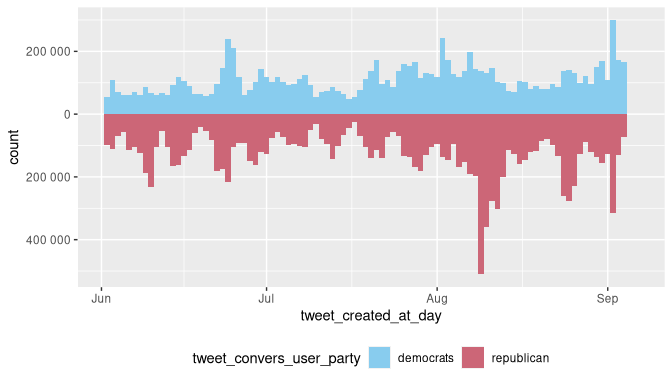 count
200 000
0
200 000
400 000
Jun Jul Aug Sep
tweet_created_at_day
tweet_convers_user_party democrats republican